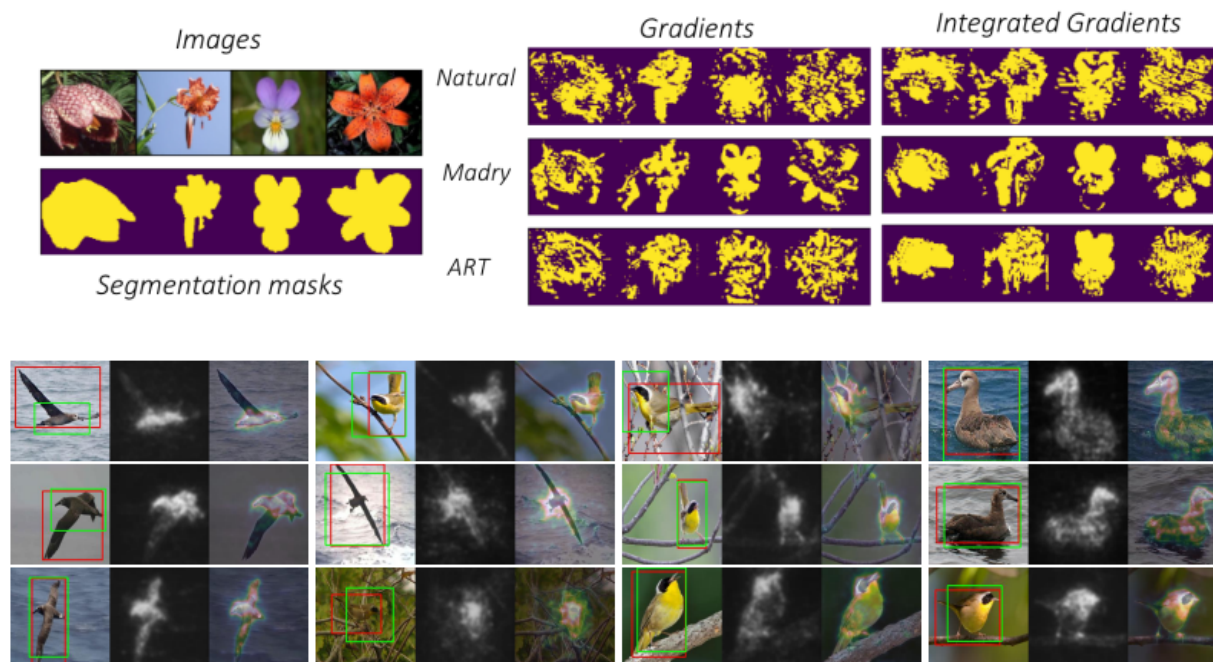 Images
Segmentation masks
Gradients
Integrated Gradients
Natural
Madry
ART